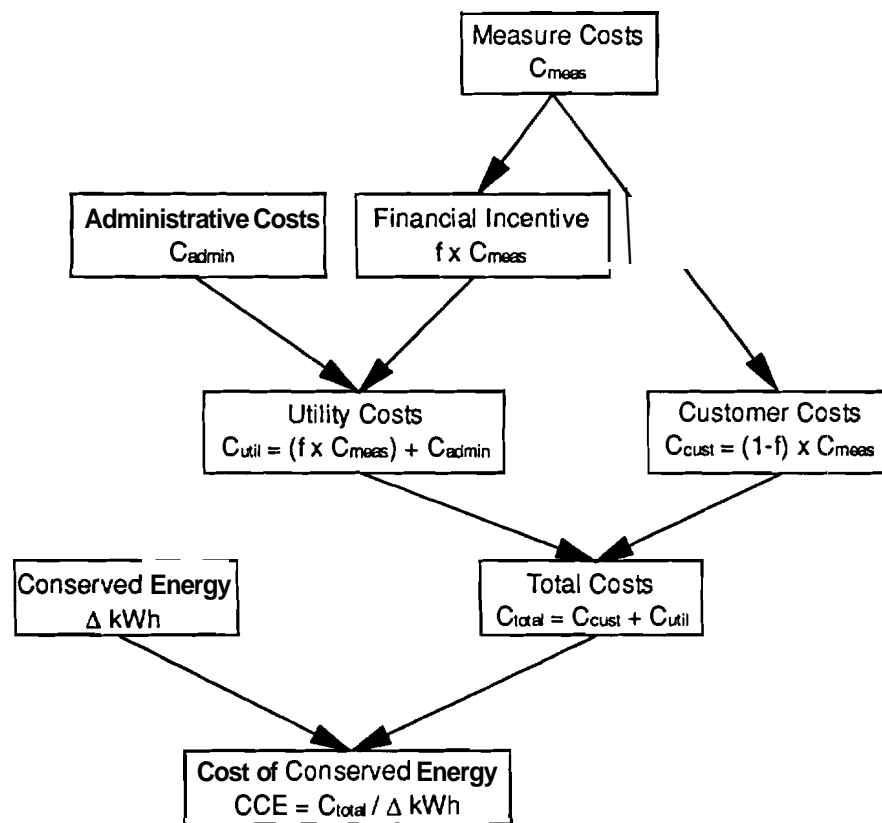 Measure Costs
Cmeas
Administrative Costs
Cadmin
Financial Incentive
f x Cmeas
Utility Costs
Cutil = (f x Cmeas) + Cadmin
Customer Costs
Ccust = (1-f) x Cmeas
Conserved Energy
Δ kWh
Total Costs
Ctotal = Ccust + Cutil
Cost of Conserved Energy
CCE = Ctotal / Δ kWh